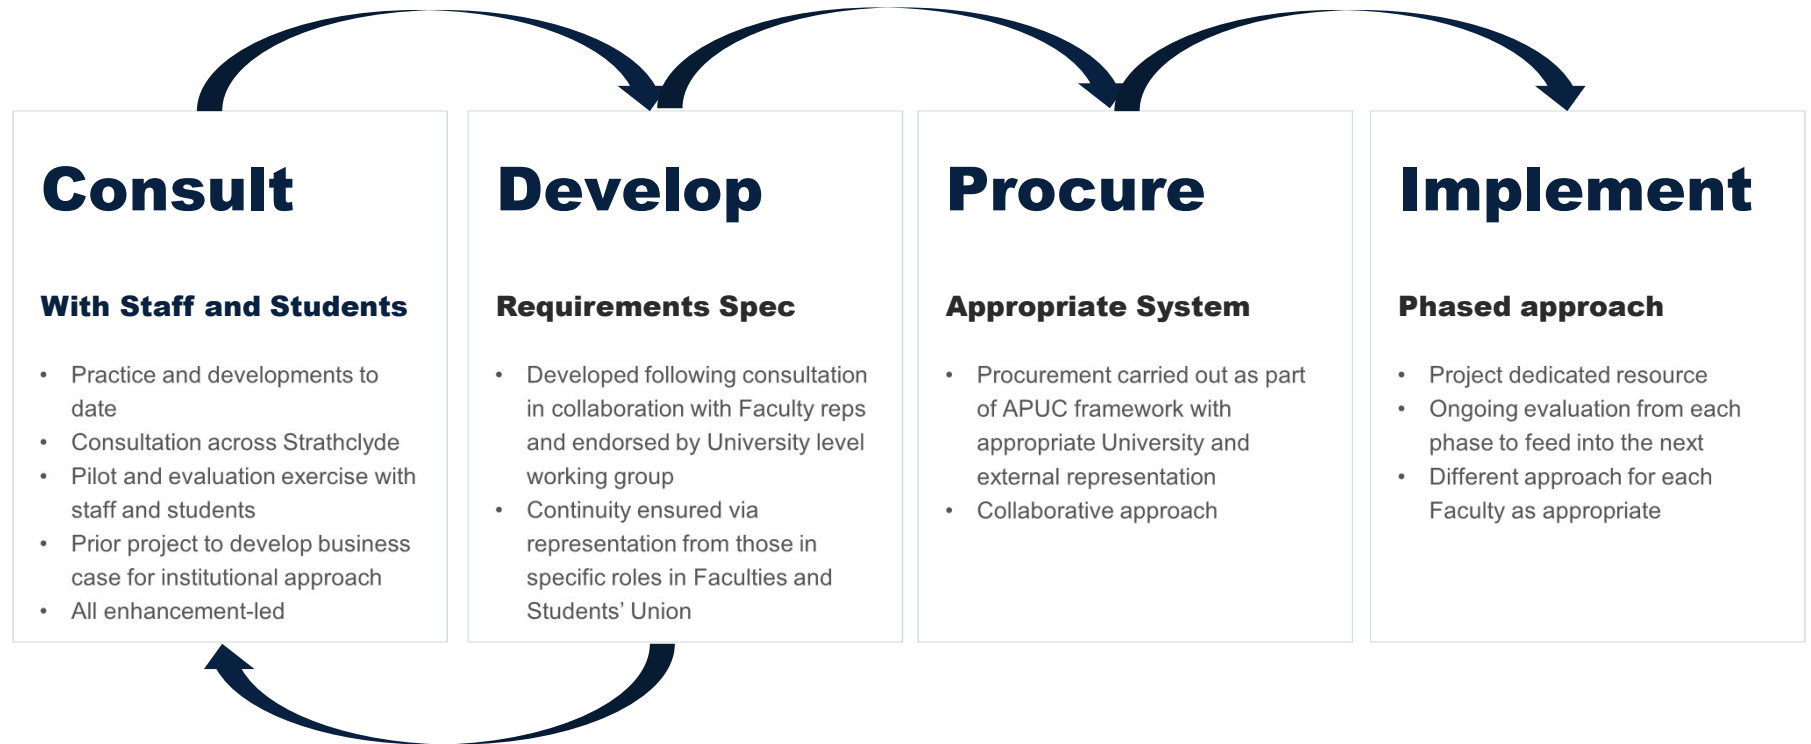 Consult
With Staff and Students
• Practice and developments to
date
• Consultation across Strathclyde
• Pilot and evaluation exercise with
staff and students
• Prior project to develop business
case for institutional approach
• All enhancement-led
Develop
Requirements Spec
• Developed following consultation
in collaboration with Faculty reps
and endorsed by University level
working group
• Continuity ensured via
representation from those in
specific roles in Faculties and
Students’ Union
Procure
Appropriate System
• Procurement carried out as part
of APUC framework with
appropriate University and
external representation
• Collaborative approach
Implement
Phased approach
• Project dedicated resource
• Ongoing evaluation from each
phase to feed into the next
• Different approach for each
Faculty as appropriate